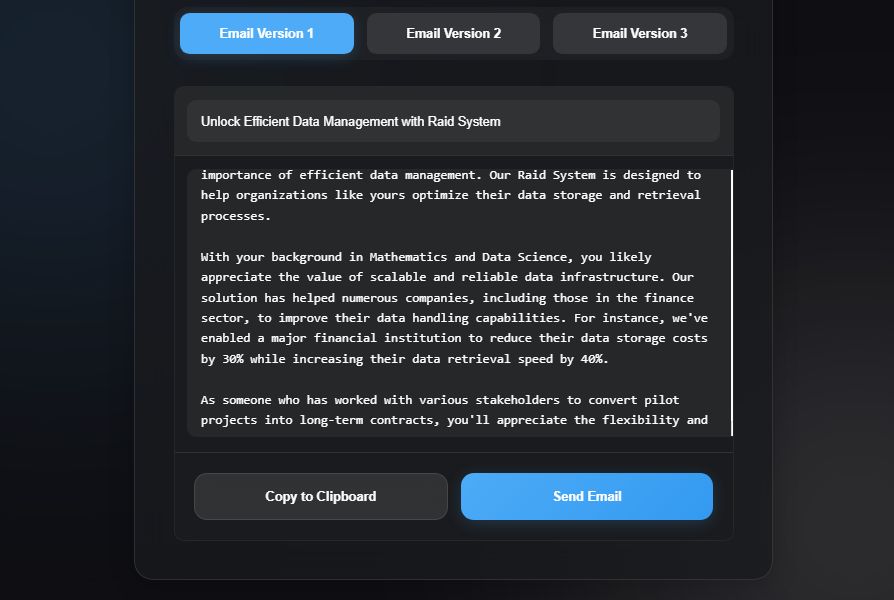 Email Version 1
Email Version 2
Email Version 3
Unlock Efficient Data Management with Raid System
importance of efficient data management. Our Raid System is designed to
help organizations like yours optimize their data storage and retrieval
processes.
With your background in Mathematics and Data Science, you likely
appreciate the value of scalable and reliable data infrastructure. Our
solution has helped numerous companies, including those in the finance
sector, to improve their data handling capabilities. For instance, we've
enabled a major financial institution to reduce their data storage costs
by 30% while increasing their data retrieval speed by 40%.
As someone who has worked with various stakeholders to convert pilot
projects into long-term contracts, you'll appreciate the flexibility and
Copy to Clipboard
Send Email